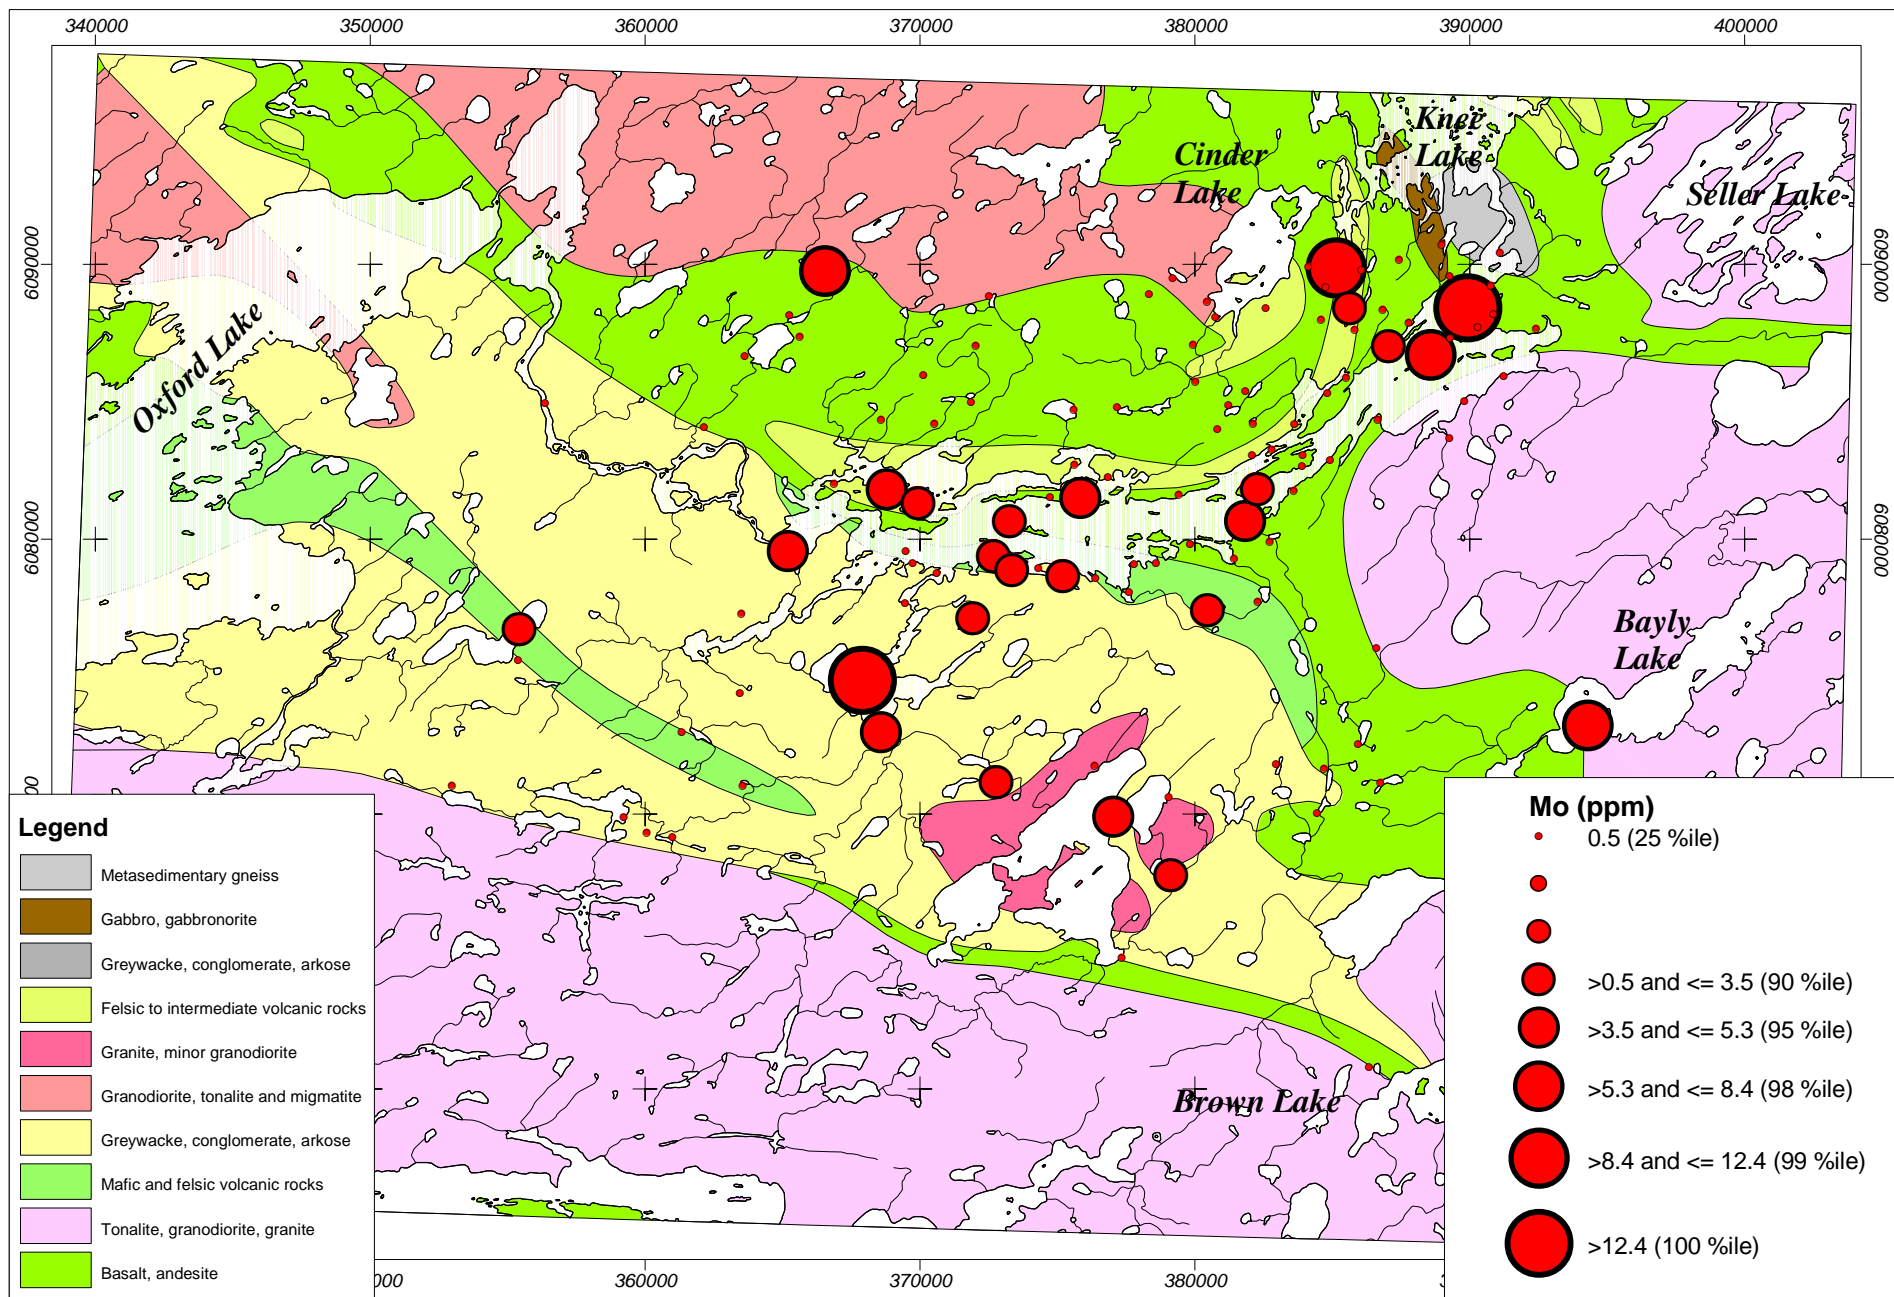 340000 350000 360000 370000 380000 390000 400000
Knee
Lake
Cinder
Lake
Seller Lake
6090000
6090000
Oxford Lake
6080000
6080000
Bayly
Lake
Brown Lake
Legend
Metasedimentary gneiss
Gabbro, gabbronorite
Greywacke, conglomerate, arkose
Felsic to intermediate volcanic rocks
Granite, minor granodiorite
Granodiorite, tonalite and migmatite
Greywacke, conglomerate, arkose
Mafic and felsic volcanic rocks
Tonalite, granodiorite, granite
Basalt, andesite
Mo (ppm)
0.5 (25 %ile)
>0.5 and <= 3.5 (90 %ile)
>3.5 and <= 5.3 (95 %ile)
>5.3 and <= 8.4 (98 %ile)
>8.4 and <= 12.4 (99 %ile)
>12.4 (100 %ile)
360000 370000 380000